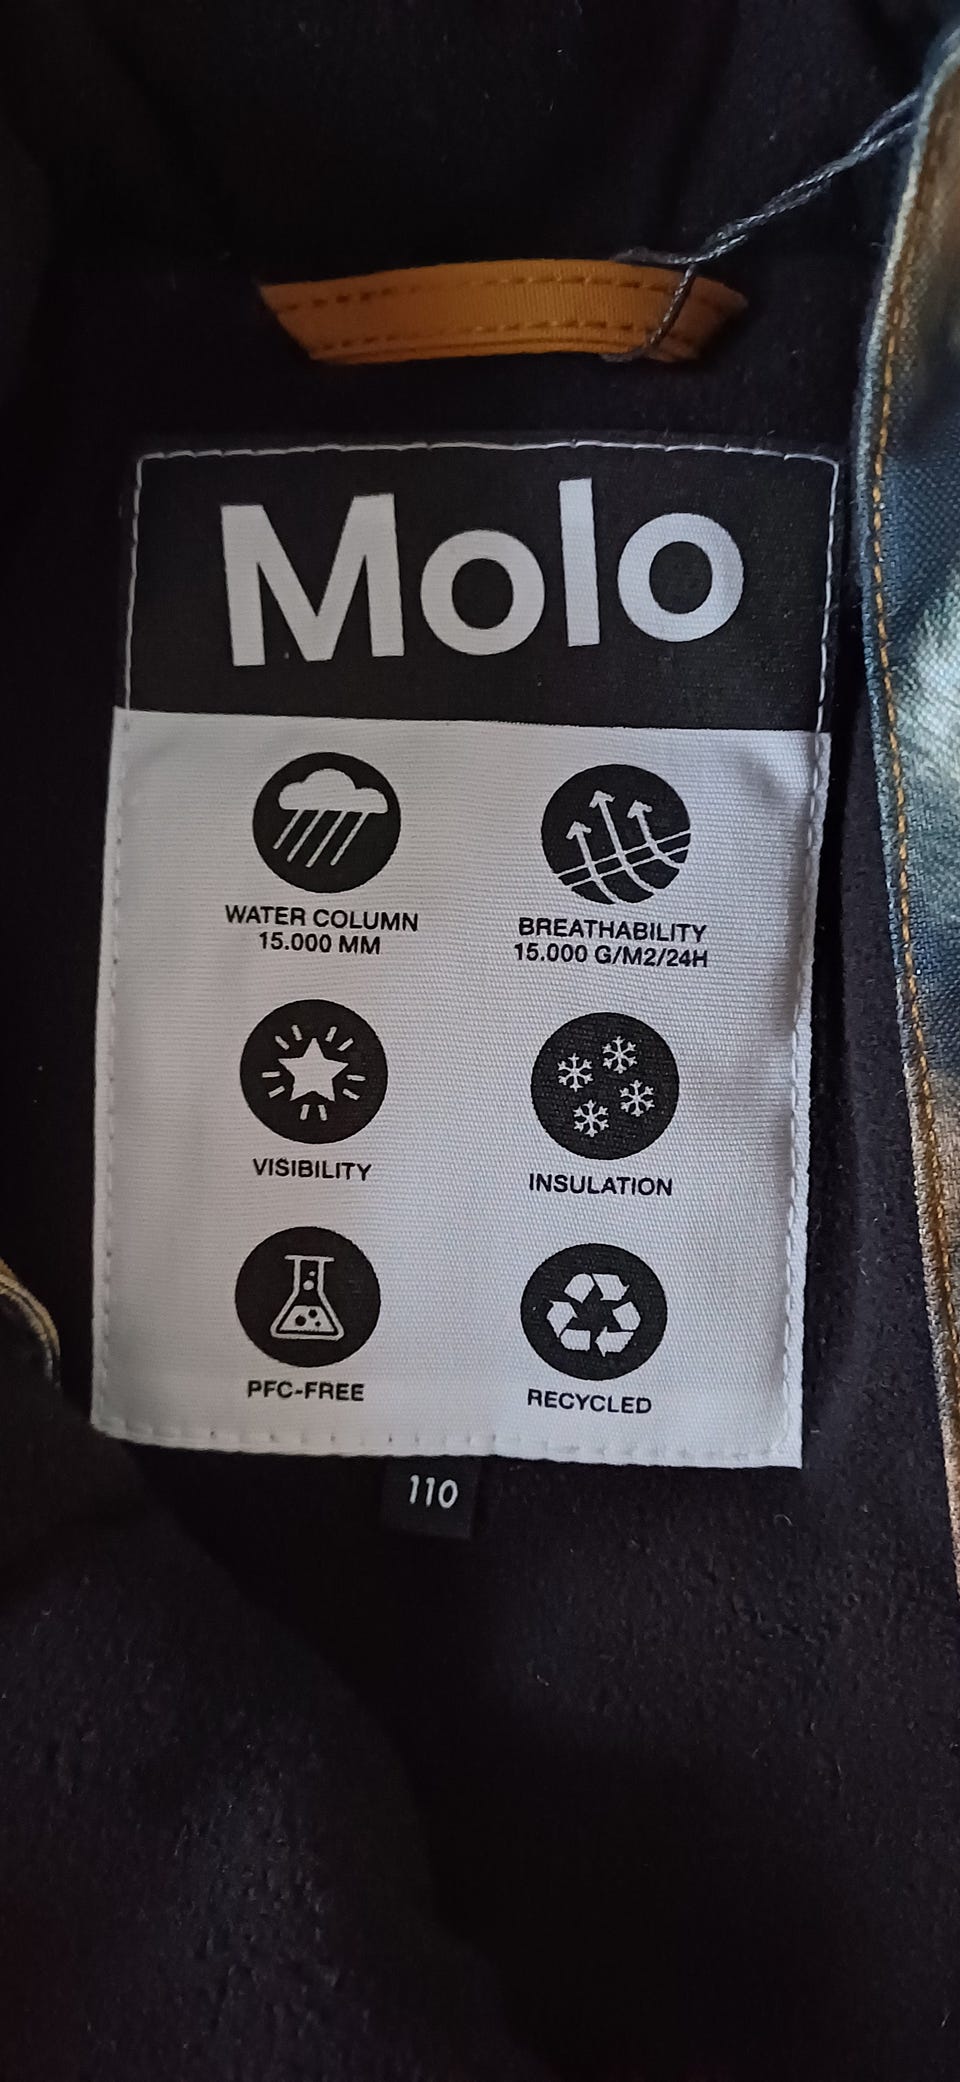 Molo
WATER COLUMN
15.000 MM
BREATHABILITY
15.000 G/M2/24H
VISIBILITY
INSULATION
PFC-FREE
RECYCLED
110